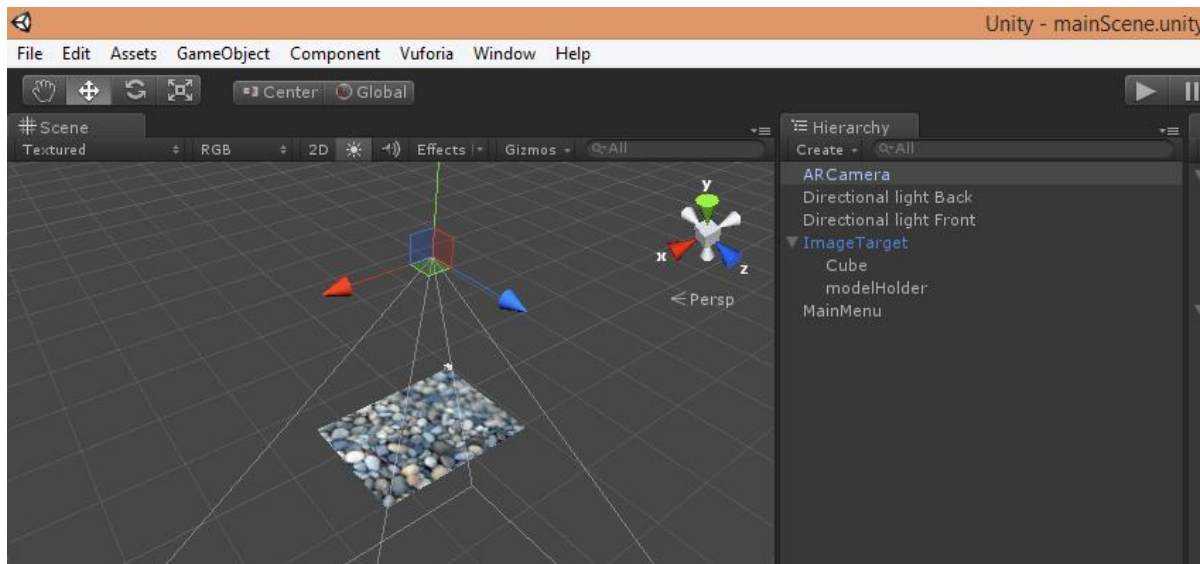 Unity - mainScene.unity
File Edit Assets GameObject Component Vuforia Window Help
Center Global
Scene
Textured RGB 2D Effects Gizmos All
y
x
z
Persp
Hierarchy
Create All
ARCamera
Directional light Back
Directional light Front
ImageTarget
Cube
modelHolder
MainMenu